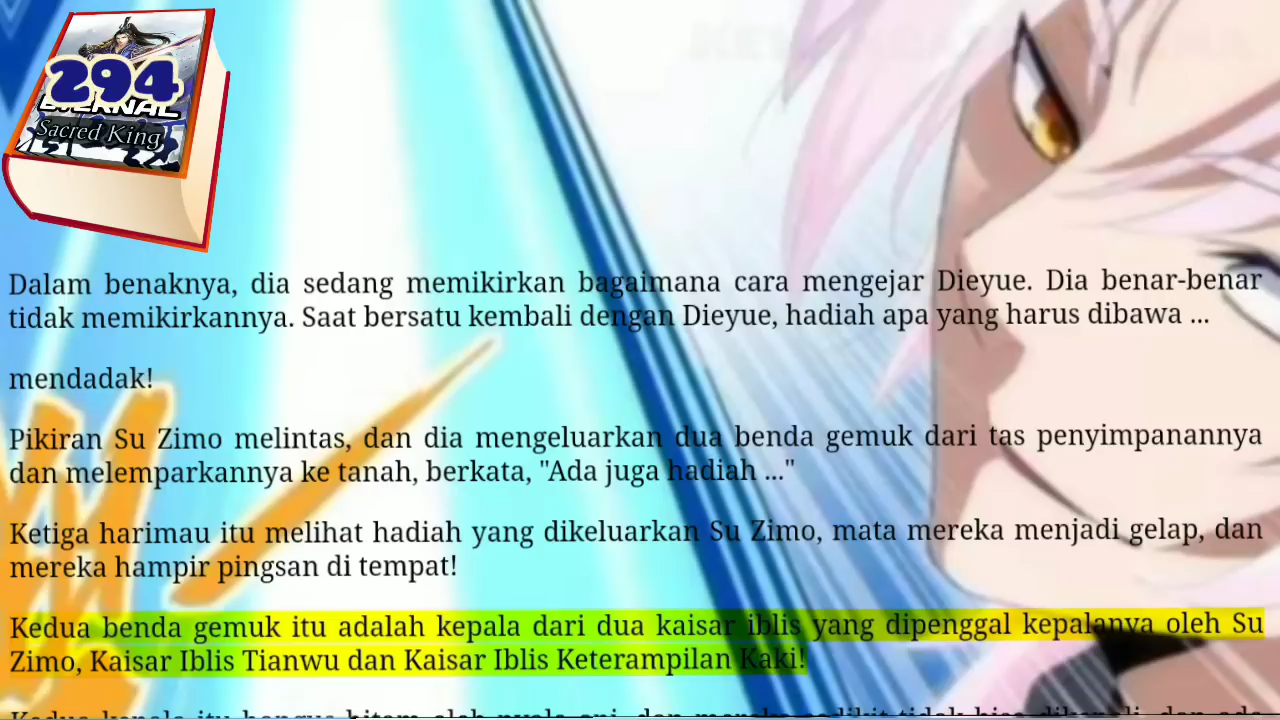 294
ETERNAL
Sacred King
Dalam benaknya, dia sedang memikirkan bagaimana cara mengejar Dieyue. Dia benar-benar
tidak memikirkannya. Saat bersatu kembali dengan Dieyue, hadiah apa yang harus dibawa ...
mendadak!
Pikiran Su Zimo melintas, dan dia mengeluarkan dua benda gemuk dari tas penyimpanannya
dan melemparkannya ke tanah, berkata, "Ada juga hadiah ..."
Ketiga harimau itu melihat hadiah yang dikeluarkan Su Zimo, mata mereka menjadi gelap, dan
mereka hampir pingsan di tempat!
Kedua benda gemuk itu adalah kepala dari dua kaisar iblis yang dipenggal kepalanya oleh Su
Zimo, Kaisar Iblis Tianwu dan Kaisar Iblis Keterampilan Kaki!